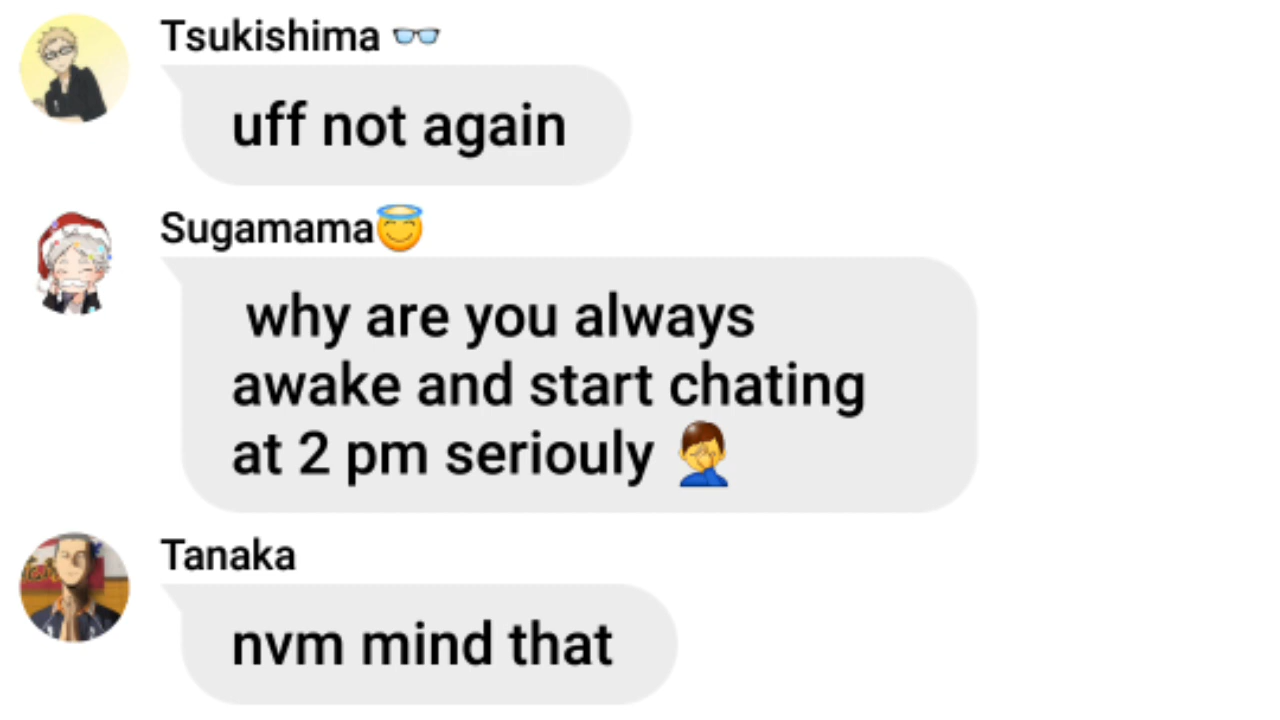 Tsukishima 👓
uff not again
Sugamama😇
why are you always
awake and start chating
at 2 pm seriouly 🤦‍♂️
Tanaka
nvm mind that